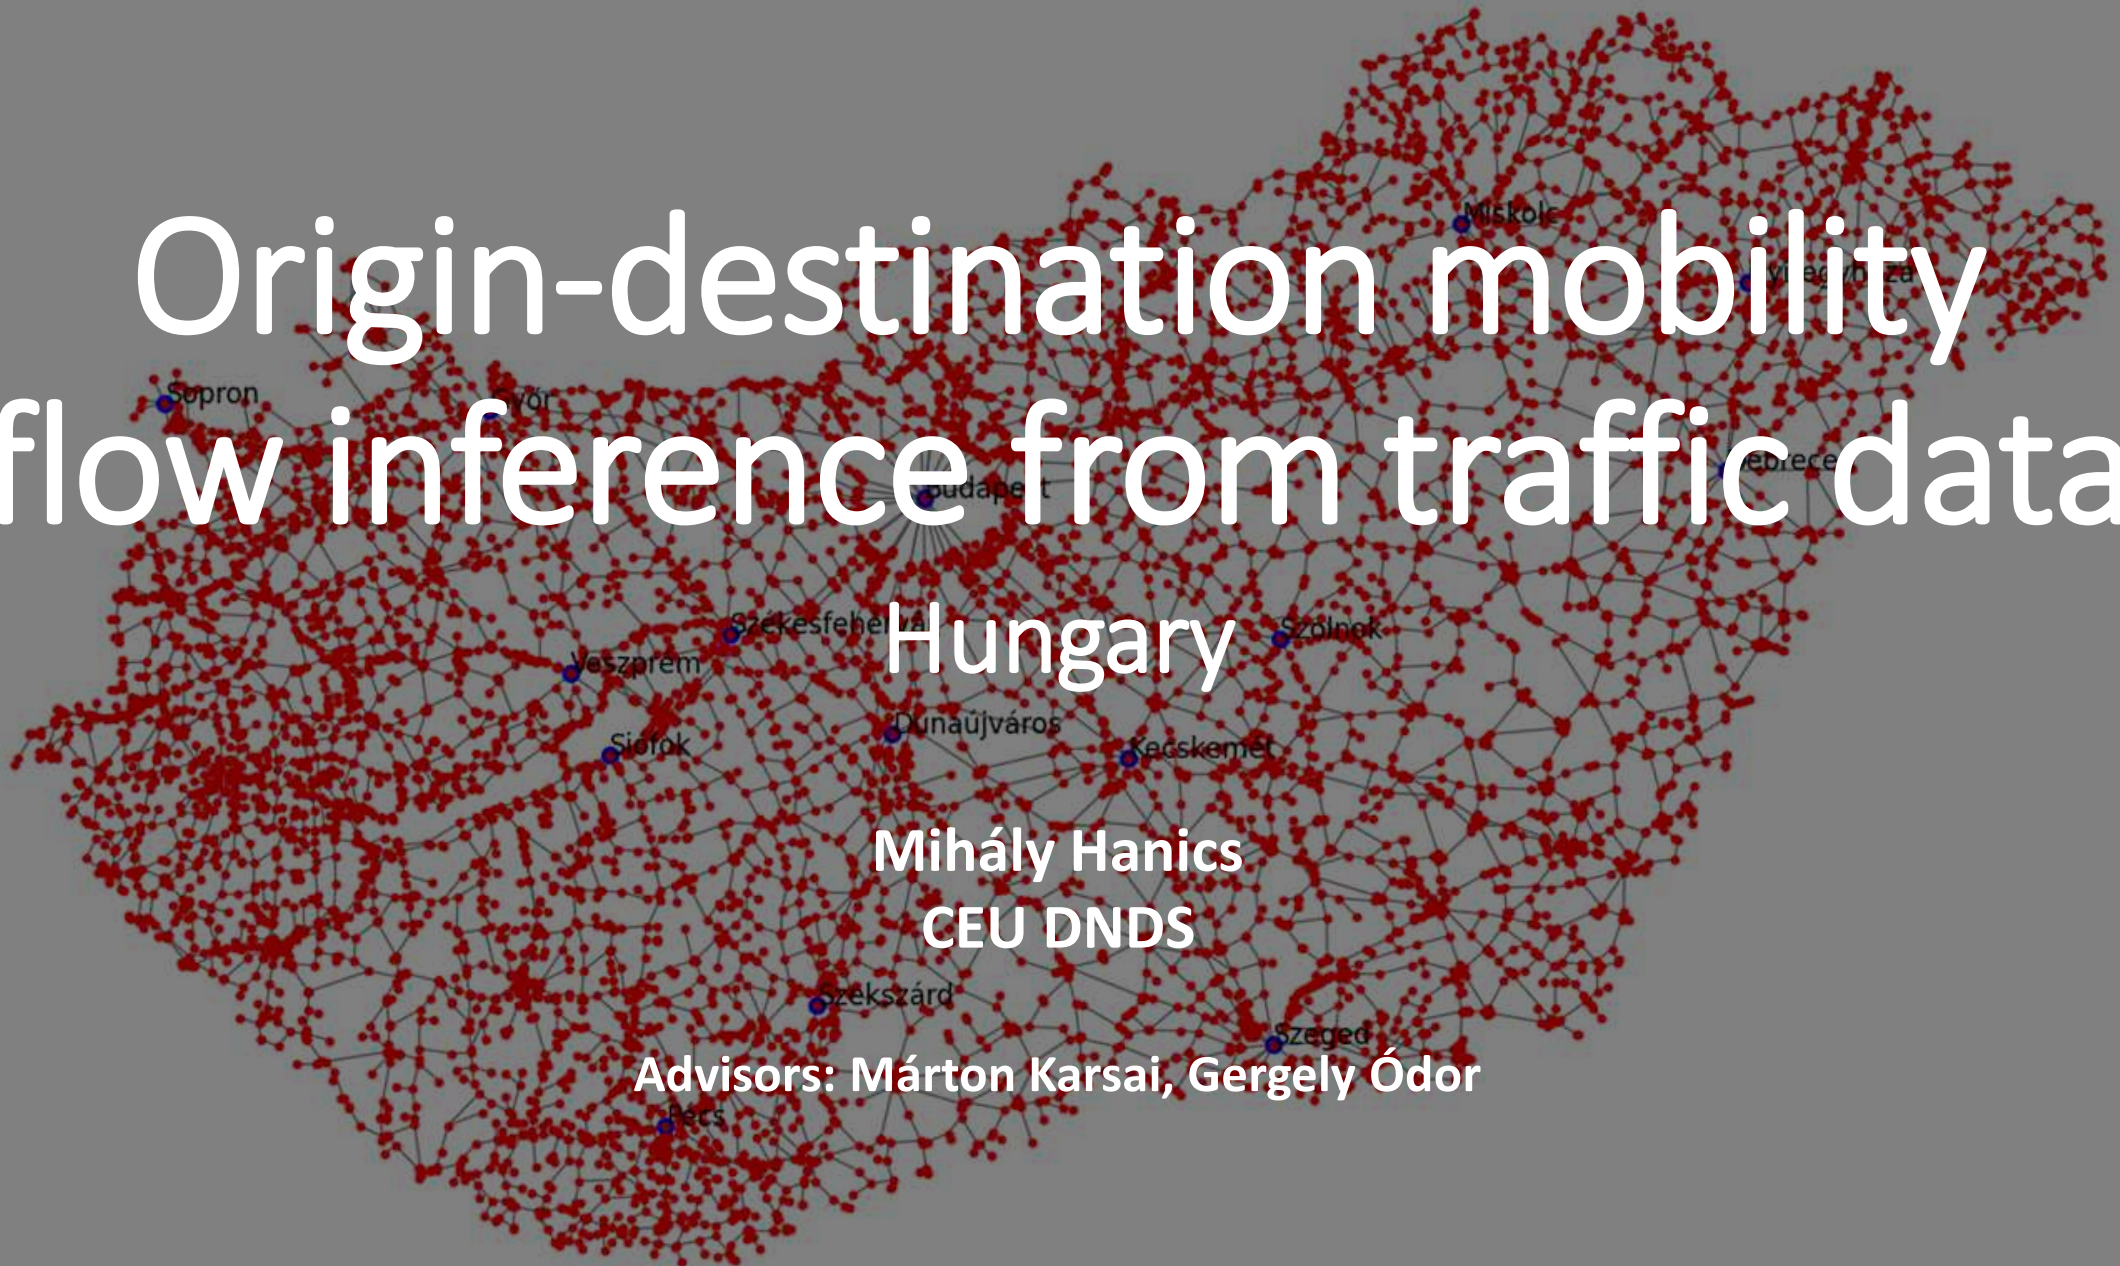 Origin-destination mobility
flow inference from traffic data
Hungary
Mihály Hanics
CEU DNDS
Advisors: Márton Karsai, Gergely Ódor
Miskolc
Sopron
Budapest
Székesfehérvár
Szolnok
Veszprém
Dunaújváros
Siófok
Kecskemét
Szekszárd
Szeged
Pécs